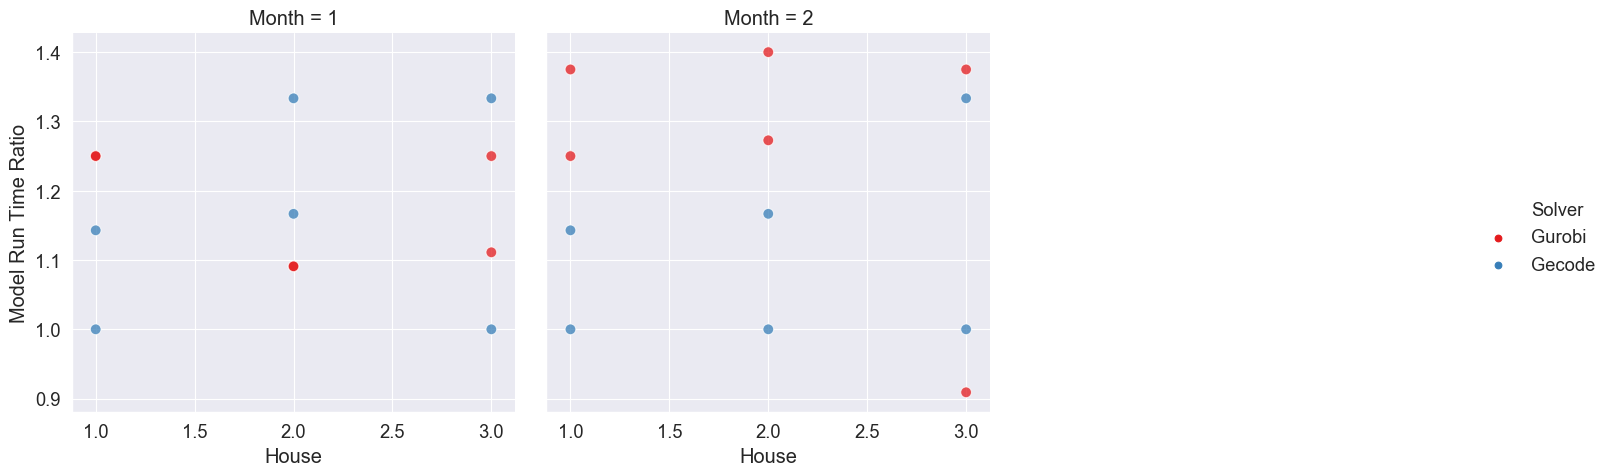 Month = 1
Month = 2
Model Run Time Ratio
1.4
1.3
1.2
1.1
1.0
0.9
1.0 1.5 2.0 2.5 3.0
1.0 1.5 2.0 2.5 3.0
House
House
Solver
Gurobi
Gecode